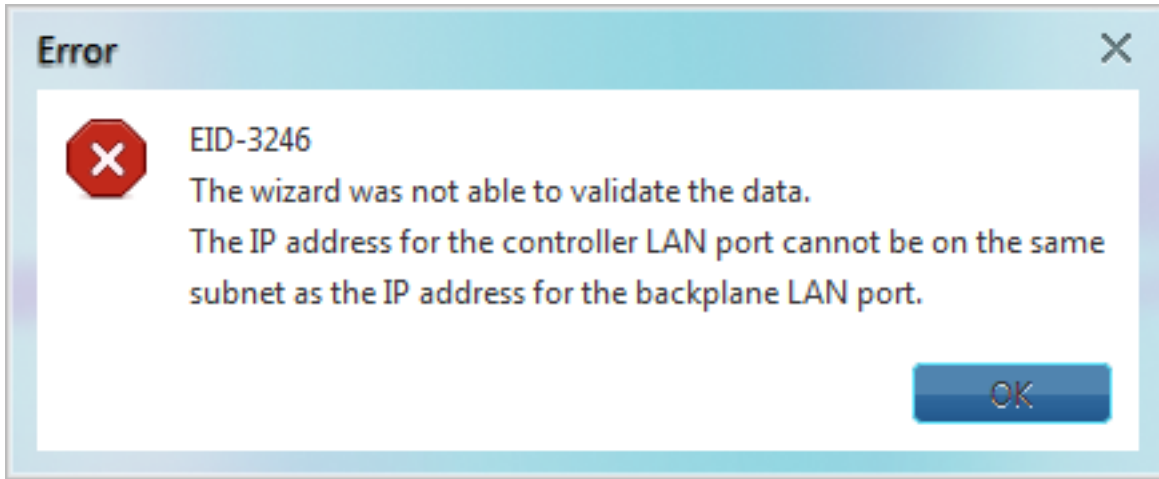 Error
EID-3246
The wizard was not able to validate the data.
The IP address for the controller LAN port cannot be on the same
subnet as the IP address for the backplane LAN port.
OK